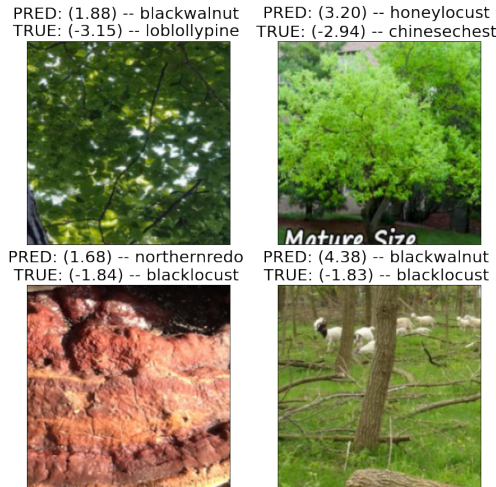 PRED: (1.88) -- blackwalnut
TRUE: (-3.15) -- loblollypine
PRED: (3.20) -- honeylocust
TRUE: (-2.94) -- chinesechest
Mature Size
PRED: (1.68) -- northernredo
TRUE: (-1.84) -- blacklocust
PRED: (4.38) -- blackwalnut
TRUE: (-1.83) -- blacklocust